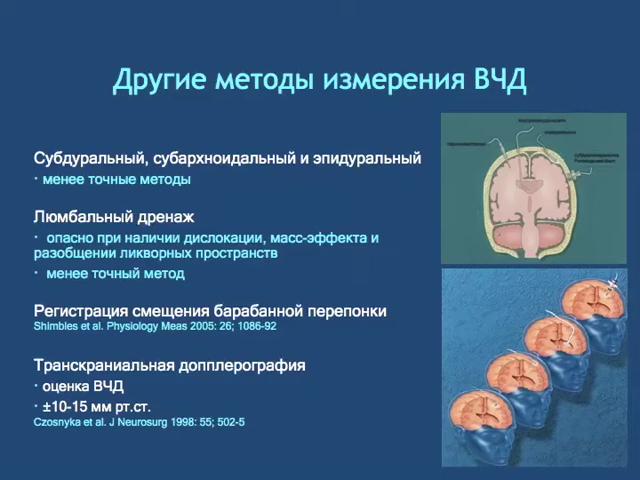 Другие методы измерения ВЧД
Субдуральный, субархноидальный и эпидуральный
· менее точные методы
Люмбальный дренаж
· опасно при наличии дислокации, масс-эффекта и
разобщении ликворных пространств
· менее точный метод
Регистрация смещения барабанной перепонки
Shimbles et al. Physiology Meas 2005: 26; 1086-92
Транскраниальная допплерография
· оценка ВЧД
· ±10-15 мм рт.ст.
Czosnyka et al. J Neurosurg 1998: 55; 502-5